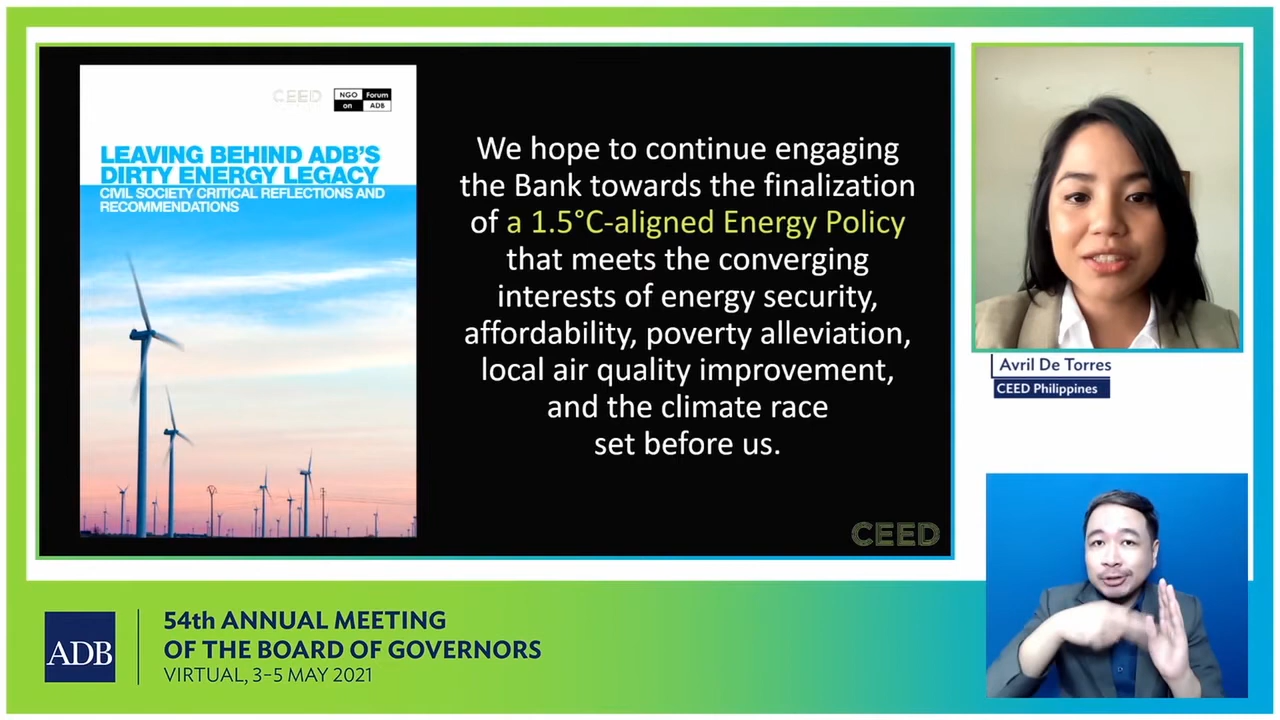 CEED
NGO Forum
on ADB
LEAVING BEHIND ADB'S
DIRTY ENERGY LEGACY
CIVIL SOCIETY CRITICAL REFLECTIONS AND
RECOMMENDATIONS
We hope to continue engaging
the Bank towards the finalization
of a 1.5°C-aligned Energy Policy
that meets the converging
interests of energy security,
affordability, poverty alleviation,
local air quality improvement,
and the climate race
set before us.
CEED
Avril De Torres
CEED Philippines
ADB
54th ANNUAL MEETING
OF THE BOARD OF GOVERNORS
VIRTUAL, 3–5 MAY 2021